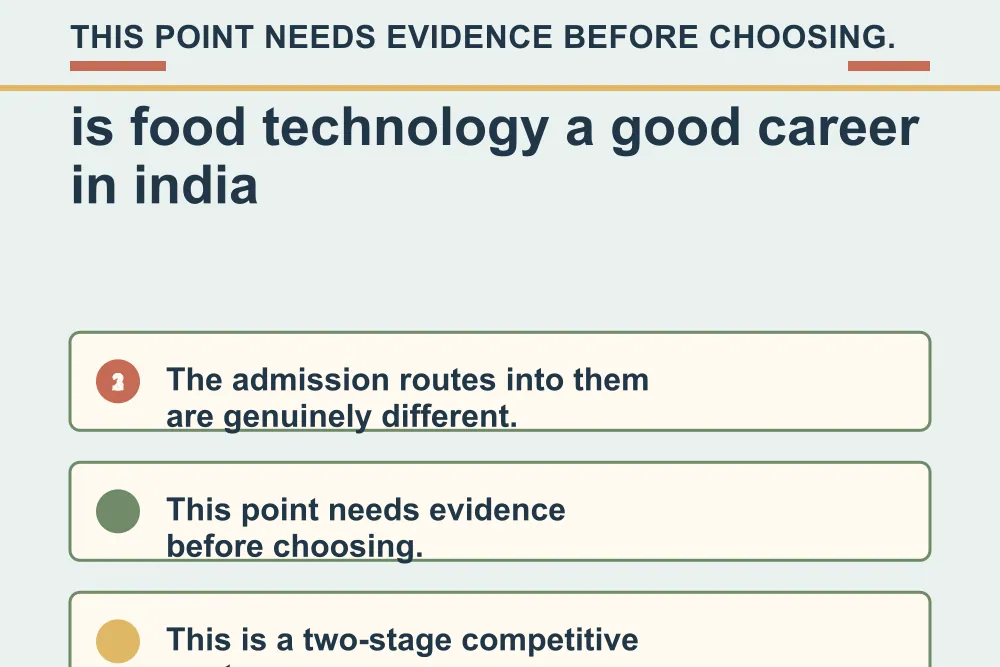 THIS POINT NEEDS EVIDENCE BEFORE CHOOSING.
is food technology a good career
in india
The admission routes into them
are genuinely different.
This point needs evidence
before choosing.
This is a two-stage competitive